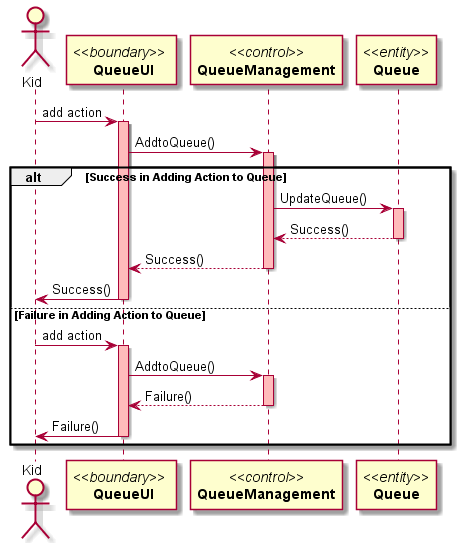 Kid
<<boundary>>
QueueUI
<<control>>
QueueManagement
<<entity>>
Queue
add action
AddtoQueue()
alt
[Success in Adding Action to Queue]
UpdateQueue()
Success()
Success()
Success()
[Failure in Adding Action to Queue]
add action
AddtoQueue()
Failure()
Failure()
Kid
<<boundary>>
QueueUI
<<control>>
QueueManagement
<<entity>>
Queue